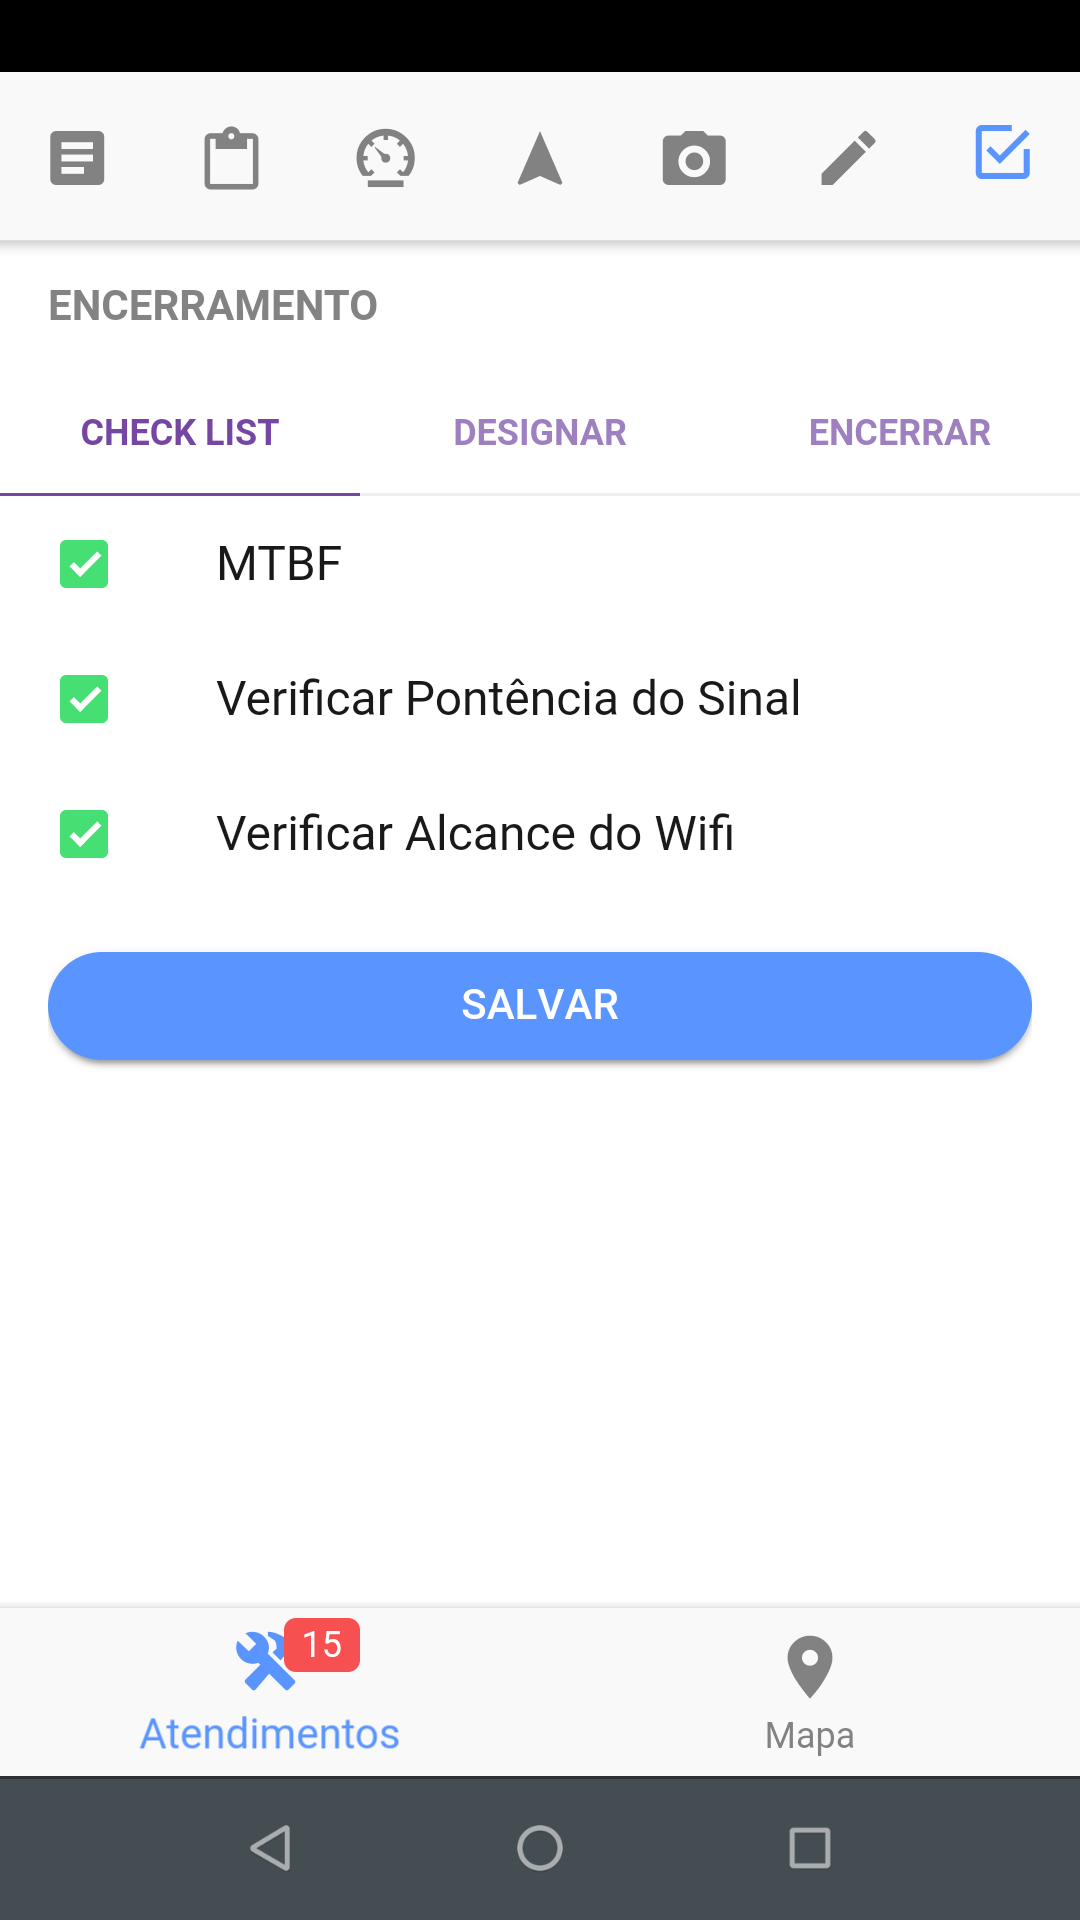 ENCERRAMENTO
CHECK LIST
DESIGNAR
ENCERRAR
MTBF
Verificar Pontência do Sinal
Verificar Alcance do Wifi
SALVAR
15
Atendimentos
Mapa